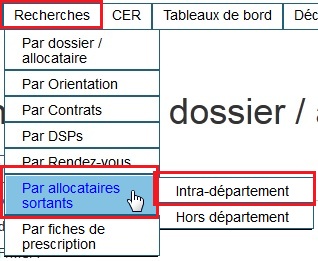 Recherches CER Tableaux de bord
Par dossier /
allocataire
Par Orientation
dossier /
Par Contrats
Par DSPs
Par Rendez-vous
Par allocataires
sortants
Intra-département
Hors département
Par fiches de
prescription